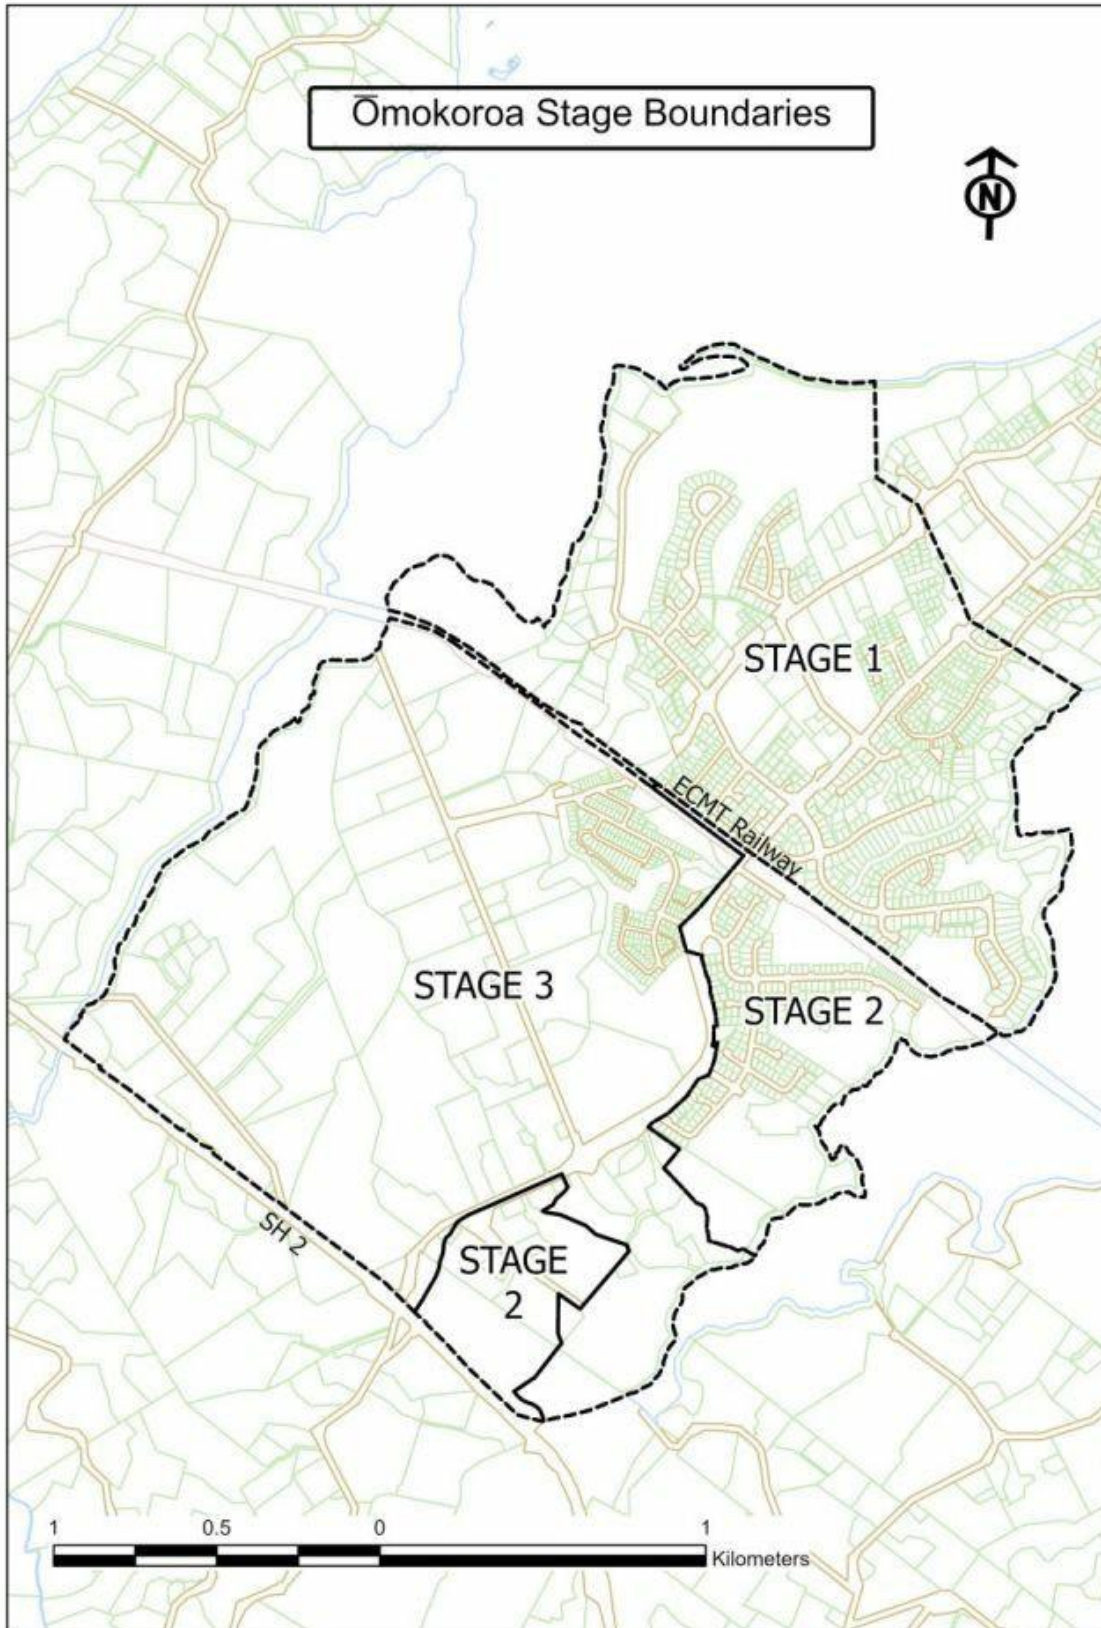 Ōmokoroa Stage Boundaries
N
STAGE 1
ECMT Railway
STAGE 3
STAGE 2
SH 2
STAGE
2
1 0.5 0 1
Kilometers